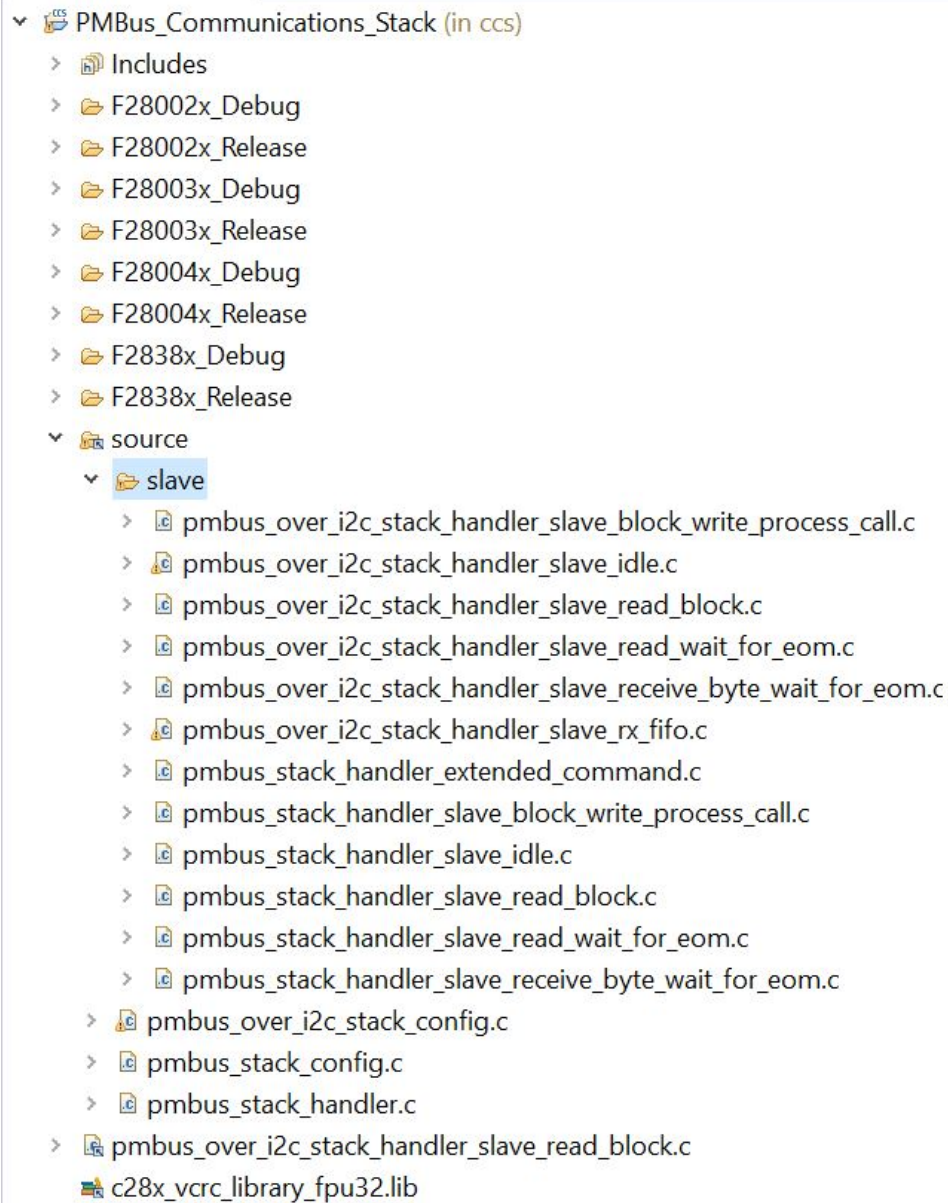 PMBus_Communications_Stack (in ccs)
Includes
F28002x_Debug
F28002x_Release
F28003x_Debug
F28003x_Release
F28004x_Debug
F28004x_Release
F2838x_Debug
F2838x_Release
source
slave
pmbus_over_i2c_stack_handler_slave_block_write_process_call.c
pmbus_over_i2c_stack_handler_slave_idle.c
pmbus_over_i2c_stack_handler_slave_read_block.c
pmbus_over_i2c_stack_handler_slave_read_wait_for_eom.c
pmbus_over_i2c_stack_handler_slave_receive_byte_wait_for_eom.c
pmbus_over_i2c_stack_handler_slave_rx_fifo.c
pmbus_stack_handler_extended_command.c
pmbus_stack_handler_slave_block_write_process_call.c
pmbus_stack_handler_slave_idle.c
pmbus_stack_handler_slave_read_block.c
pmbus_stack_handler_slave_read_wait_for_eom.c
pmbus_stack_handler_slave_receive_byte_wait_for_eom.c
pmbus_over_i2c_stack_config.c
pmbus_stack_config.c
pmbus_stack_handler.c
pmbus_over_i2c_stack_handler_slave_read_block.c
c28x_vcrc_library_fpu32.lib